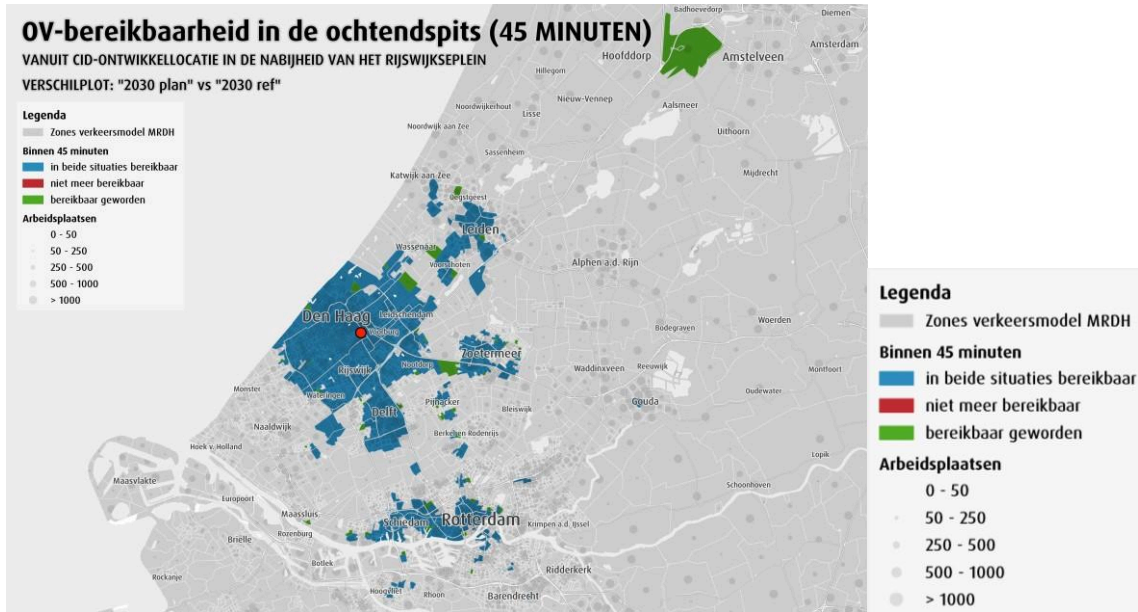 OV-bereikbaarheid in de ochtendspits (45 MINUTEN)
VANUIT CID-ONTWIKKELLOCATIE IN DE NABIJHEID VAN HET RIJSWIJKSEPLEIN
VERSCHILPLOT: "2030 plan" vs "2030 ref"
Legenda
Zones verkeersmodel MRDH
Binnen 45 minuten
in beide situaties bereikbaar
niet meer bereikbaar
bereikbaar geworden
Arbeidsplaatsen
0 - 50
50 - 250
250 - 500
500 - 1000
> 1000
Badhoevedorp
Diemen
Hoofddorp
Amstelveen
Amsterdam
Hillegom
Nieuw-Vennep
Aalsmeer
Noordwijkerhout
Lisse
Uithoorn
Noordwijk aan Zee
Sassenheim
Mijdrecht
Katwijk aan Zee
Oegstgeest
Leiden
Wassenaar
Voorschoten
Alphen a.d. Rijn
Woerden
Den Haag
Leidschendam
Voorburg
Bodegraven
Zoetermeer
Rijswijk
Nootdorp
Waddinxveen
Reeuwijk
Montfoort
Monster
Wateringen
Delft
Pijnacker
Bleiswijk
Gouda
Oudewater
Naaldwijk
Berkel en Rodenrijs
Hoek v. Holland
Lopik
Maasvlakte
Schoonhoven
Europoort
Maassluis
Schiedam
Rotterdam
Krimpen a.d. IJssel
Rozenburg
Brielle
Botlek
Ridderkerk
Rockanje
Hoogvliet
Rhoon
Barendrecht
Legenda
Zones verkeersmodel MRDH
Binnen 45 minuten
in beide situaties bereikbaar
niet meer bereikbaar
bereikbaar geworden
Arbeidsplaatsen
0 - 50
50 - 250
250 - 500
500 - 1000
> 1000